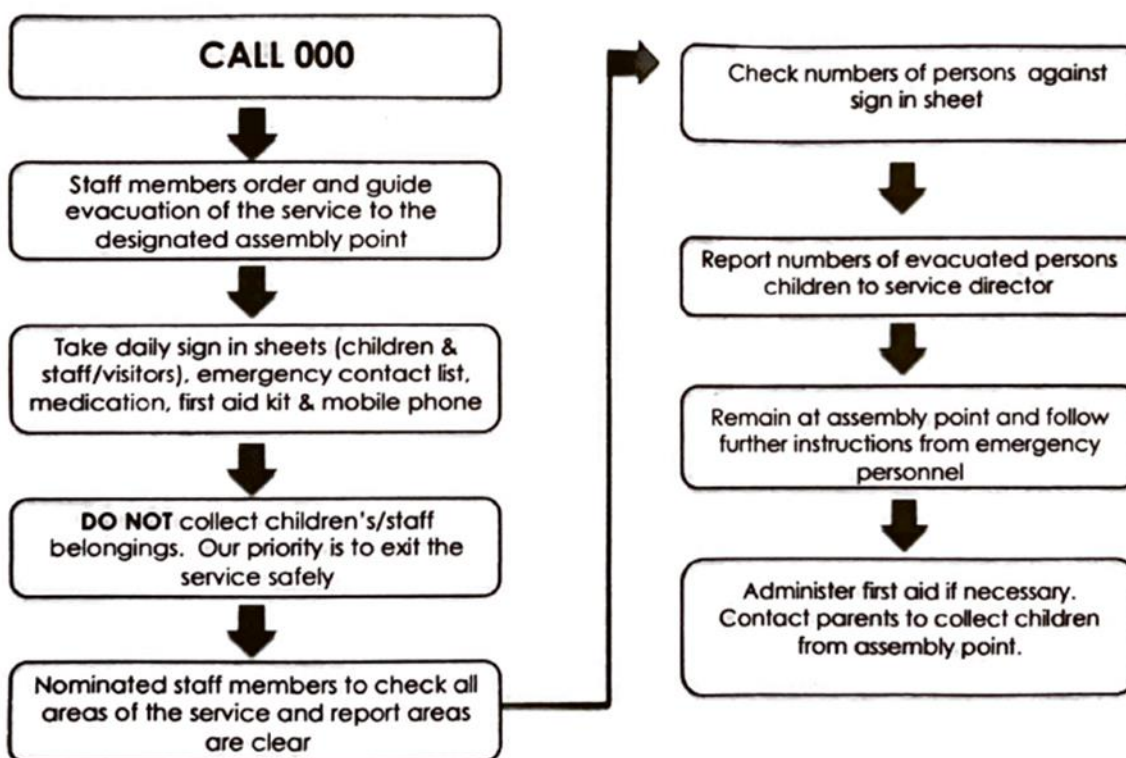 CALL 000
Staff members order and guide
evacuation of the service to the
designated assembly point
Take daily sign in sheets (children &
staff/visitors), emergency contact list,
medication, first aid kit & mobile phone
DO NOT collect children's/staff
belongings. Our priority is to exit the
service safely
Nominated staff members to check all
areas of the service and report areas
are clear
Check numbers of persons against
sign in sheet
Report numbers of evacuated persons
children to service director
Remain at assembly point and follow
further instructions from emergency
personnel
Administer first aid if necessary.
Contact parents to collect children
from assembly point.